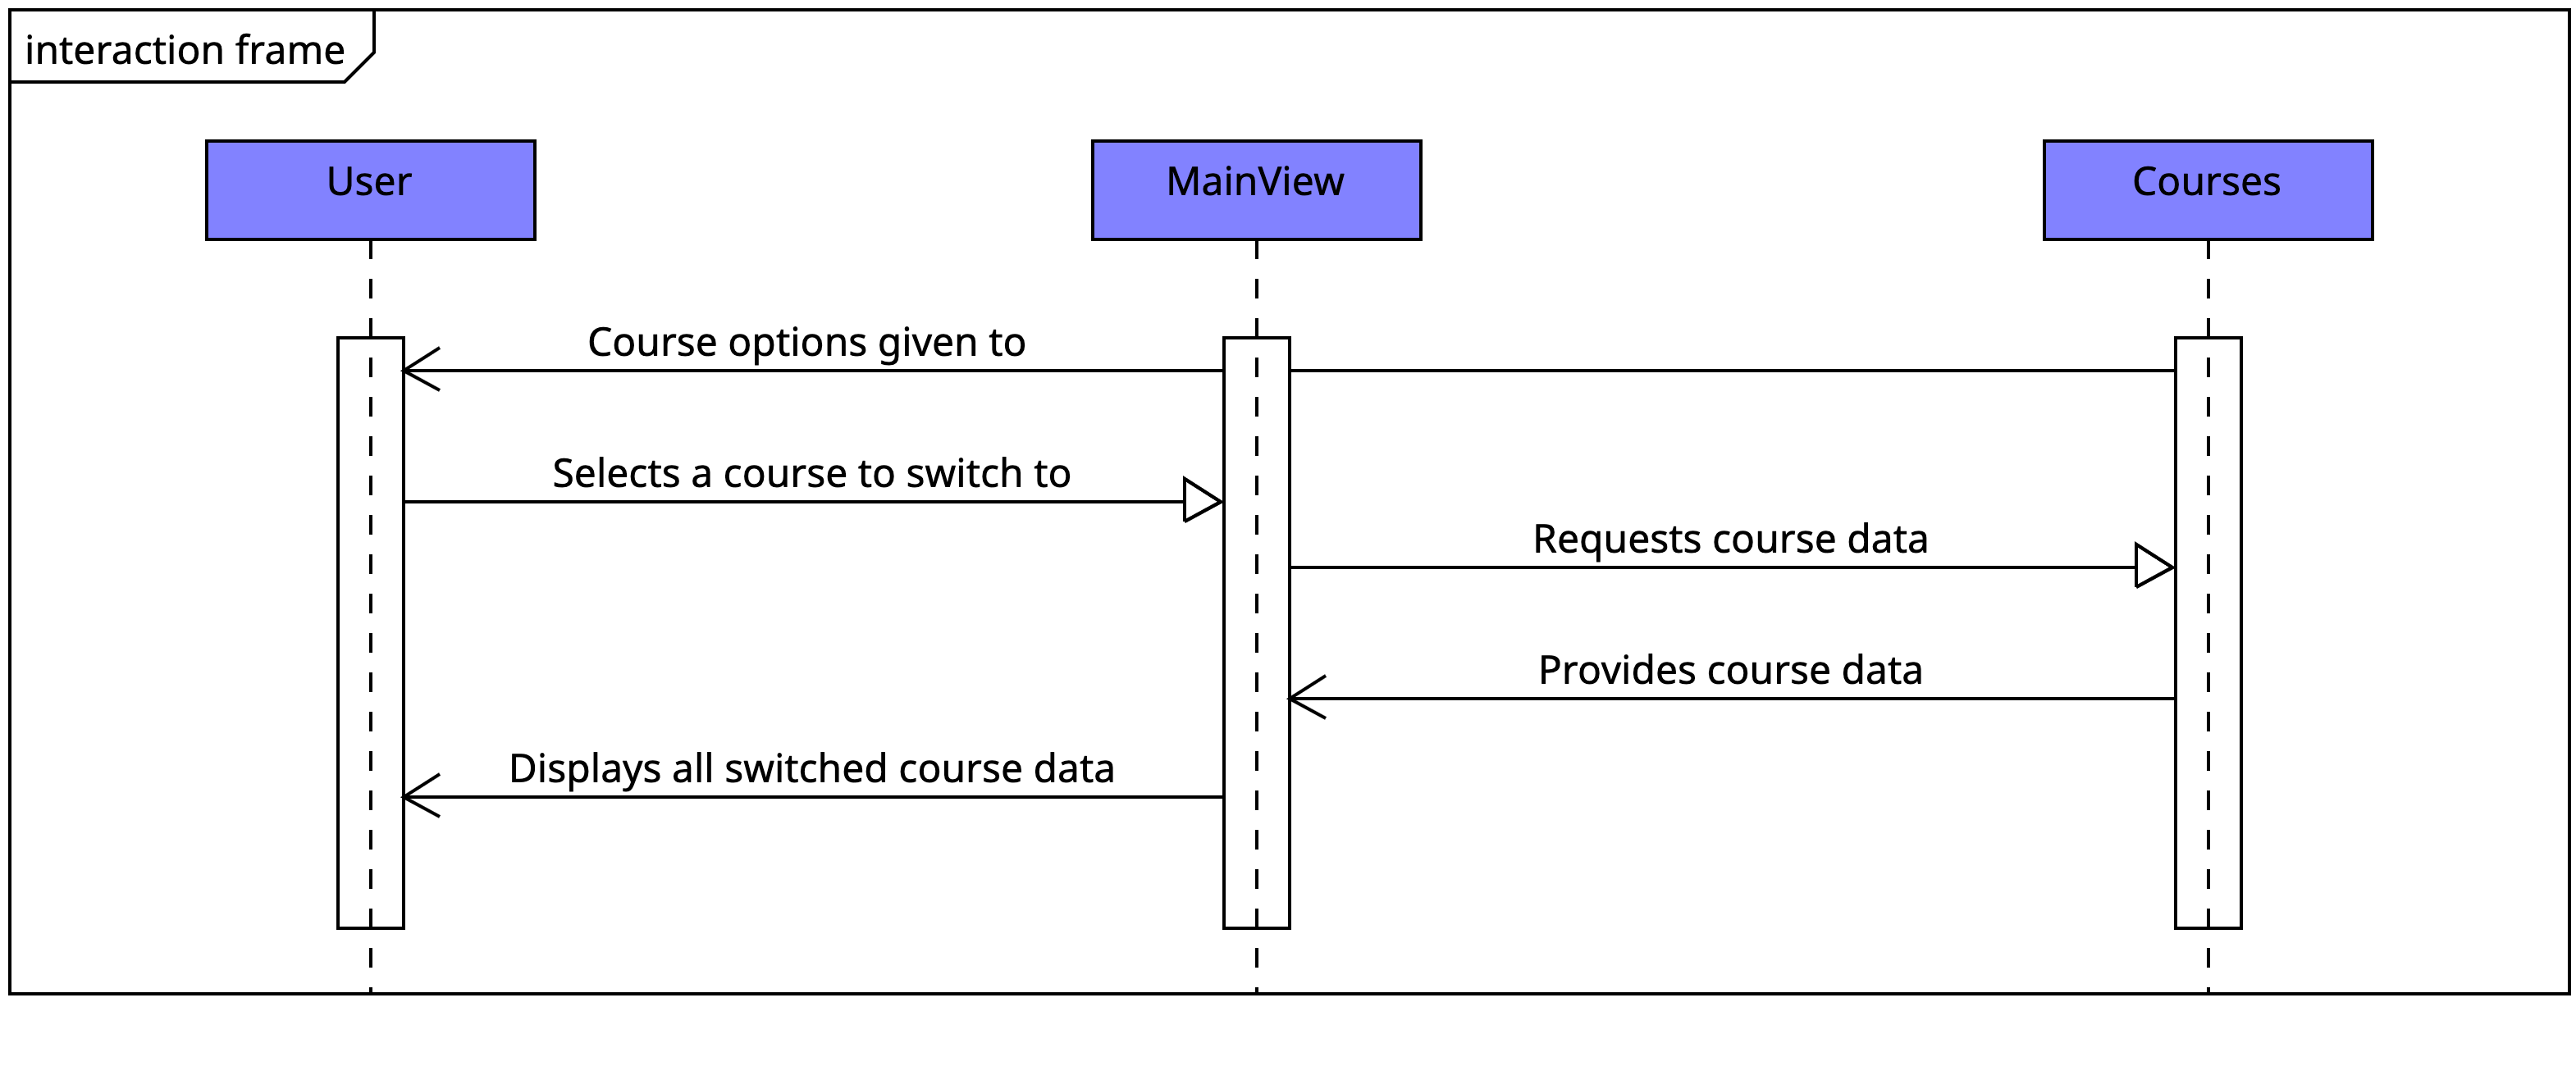 interaction frame
User
MainView
Courses
Course options given to
Selects a course to switch to
Requests course data
Provides course data
Displays all switched course data